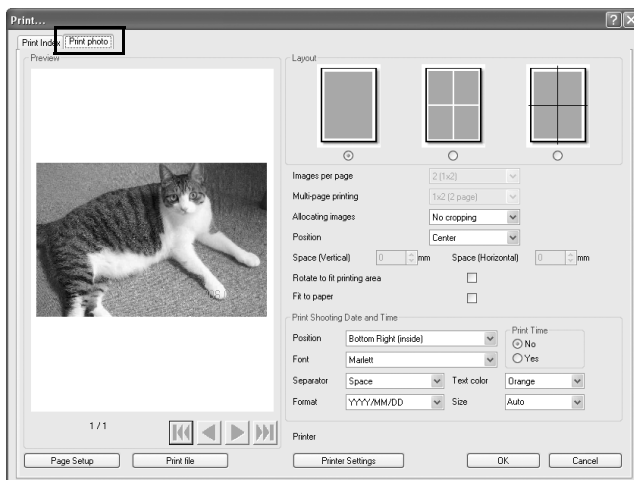 Print...
Print Index
Print photo
Preview
1 / 1
Page Setup
Print file
Layout
Images per page 2 (1x2)
Multi-page printing 1x2 (2 page)
Allocating images No cropping
Position Center
Space (Vertical) 0 mm Space (Horizontal) 0 mm
Rotate to fit printing area
Fit to paper
Print Shooting Date and Time
Position Bottom Right (inside)
Print Time
No
Font Marlett
Yes
Separator Space Text color Orange
Format YYYY/MM/DD Size Auto
Printer
Printer Settings
OK
Cancel